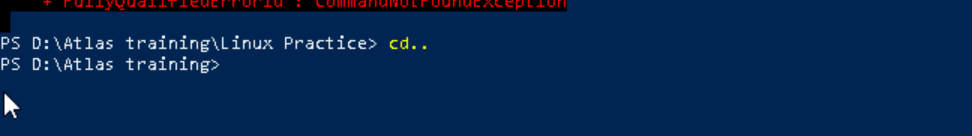 + FullyQualifiedErrorId : CommandNotFoundException
PS D:\Atlas training\Linux Practice> cd..
PS D:\Atlas training>